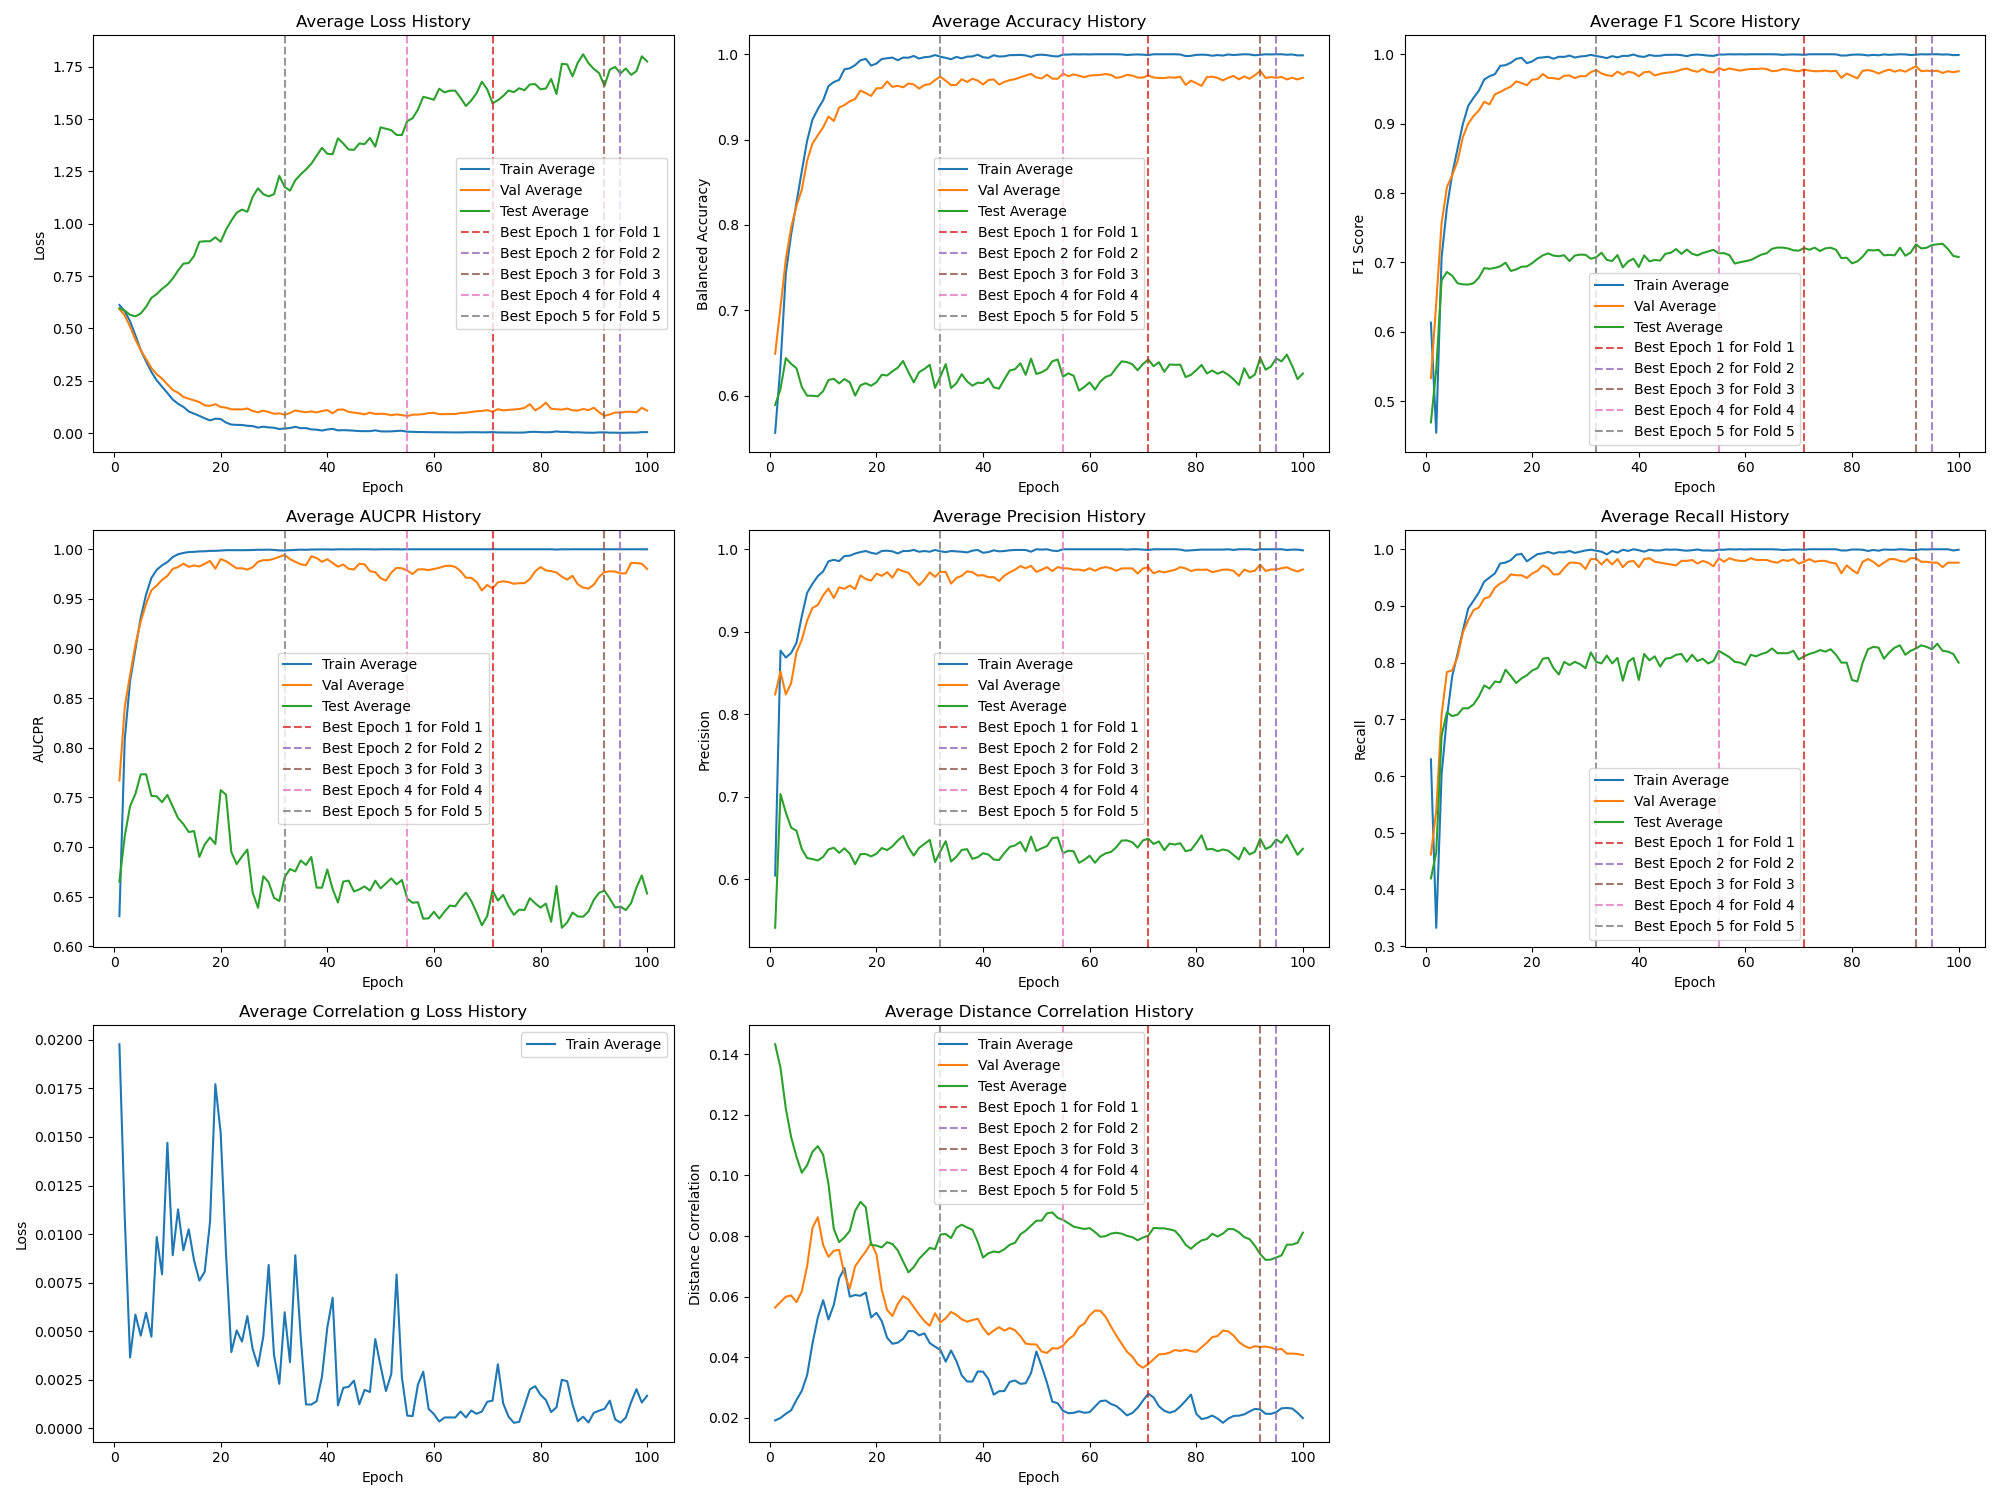 Average Loss History
1.75
1.50
1.25
1.00
0.75
0.50
0.25
0.00
Loss
Train Average
Val Average
Test Average
Best Epoch 1 for Fold 1
Best Epoch 2 for Fold 2
Best Epoch 3 for Fold 3
Best Epoch 4 for Fold 4
Best Epoch 5 for Fold 5
0 20 40 60 80 100
Epoch
Average Accuracy History
1.0
0.9
0.8
0.7
0.6
Balanced Accuracy
Train Average
Val Average
Test Average
Best Epoch 1 for Fold 1
Best Epoch 2 for Fold 2
Best Epoch 3 for Fold 3
Best Epoch 4 for Fold 4
Best Epoch 5 for Fold 5
0 20 40 60 80 100
Epoch
Average F1 Score History
1.0
0.9
0.8
0.7
0.6
0.5
F1 Score
Train Average
Val Average
Test Average
Best Epoch 1 for Fold 1
Best Epoch 2 for Fold 2
Best Epoch 3 for Fold 3
Best Epoch 4 for Fold 4
Best Epoch 5 for Fold 5
0 20 40 60 80 100
Epoch
Average AUCPR History
1.00
0.95
0.90
0.85
0.80
0.75
0.70
0.65
0.60
AUCPR
Train Average
Val Average
Test Average
Best Epoch 1 for Fold 1
Best Epoch 2 for Fold 2
Best Epoch 3 for Fold 3
Best Epoch 4 for Fold 4
Best Epoch 5 for Fold 5
0 20 40 60 80 100
Epoch
Average Precision History
1.0
0.9
0.8
0.7
0.6
Precision
Train Average
Val Average
Test Average
Best Epoch 1 for Fold 1
Best Epoch 2 for Fold 2
Best Epoch 3 for Fold 3
Best Epoch 4 for Fold 4
Best Epoch 5 for Fold 5
0 20 40 60 80 100
Epoch
Average Recall History
1.0
0.9
0.8
0.7
0.6
0.5
0.4
0.3
Recall
Train Average
Val Average
Test Average
Best Epoch 1 for Fold 1
Best Epoch 2 for Fold 2
Best Epoch 3 for Fold 3
Best Epoch 4 for Fold 4
Best Epoch 5 for Fold 5
0 20 40 60 80 100
Epoch
Average Correlation g Loss History
0.0200
0.0175
0.0150
0.0125
0.0100
0.0075
0.0050
0.0025
0.0000
Loss
Train Average
0 20 40 60 80 100
Epoch
Average Distance Correlation History
0.14
0.12
0.10
0.08
0.06
0.04
0.02
Distance Correlation
Train Average
Val Average
Test Average
Best Epoch 1 for Fold 1
Best Epoch 2 for Fold 2
Best Epoch 3 for Fold 3
Best Epoch 4 for Fold 4
Best Epoch 5 for Fold 5
0 20 40 60 80 100
Epoch